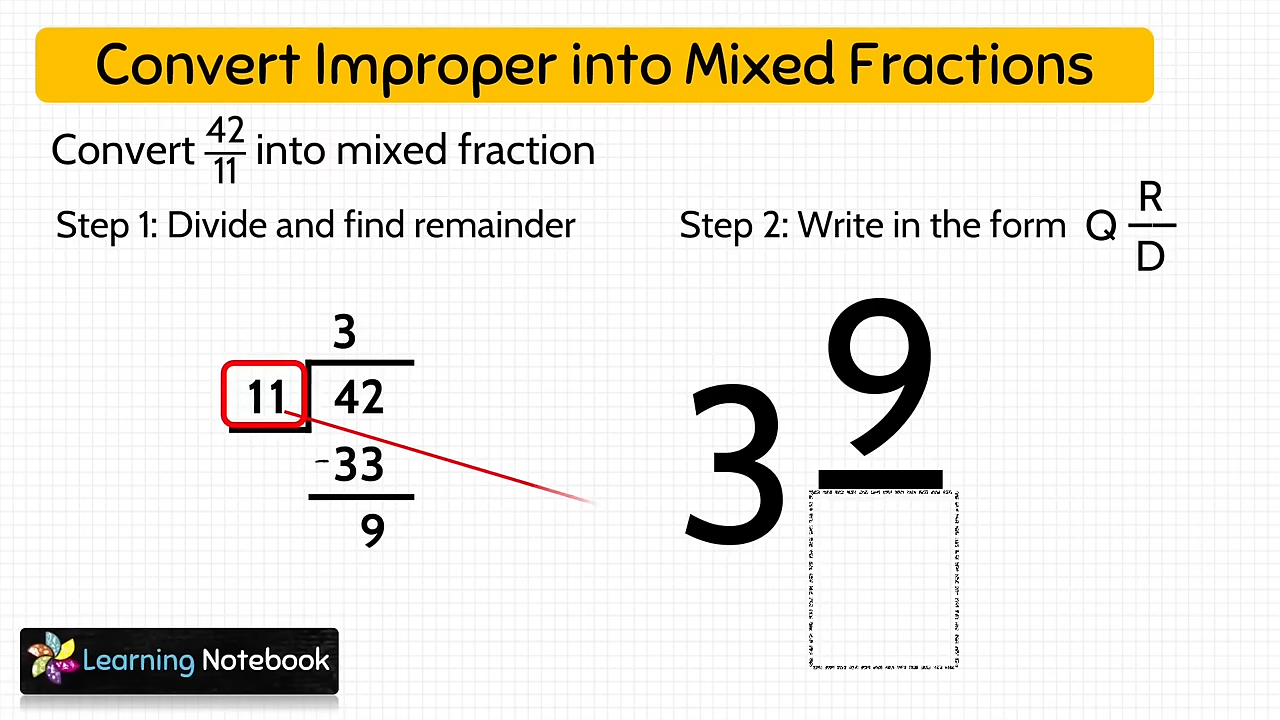 Convert Improper into Mixed Fractions
Convert 42/11 into mixed fraction
Step 1: Divide and find remainder
Step 2: Write in the form Q R/D
3
11 42
-33
9
3 9
Learning Notebook